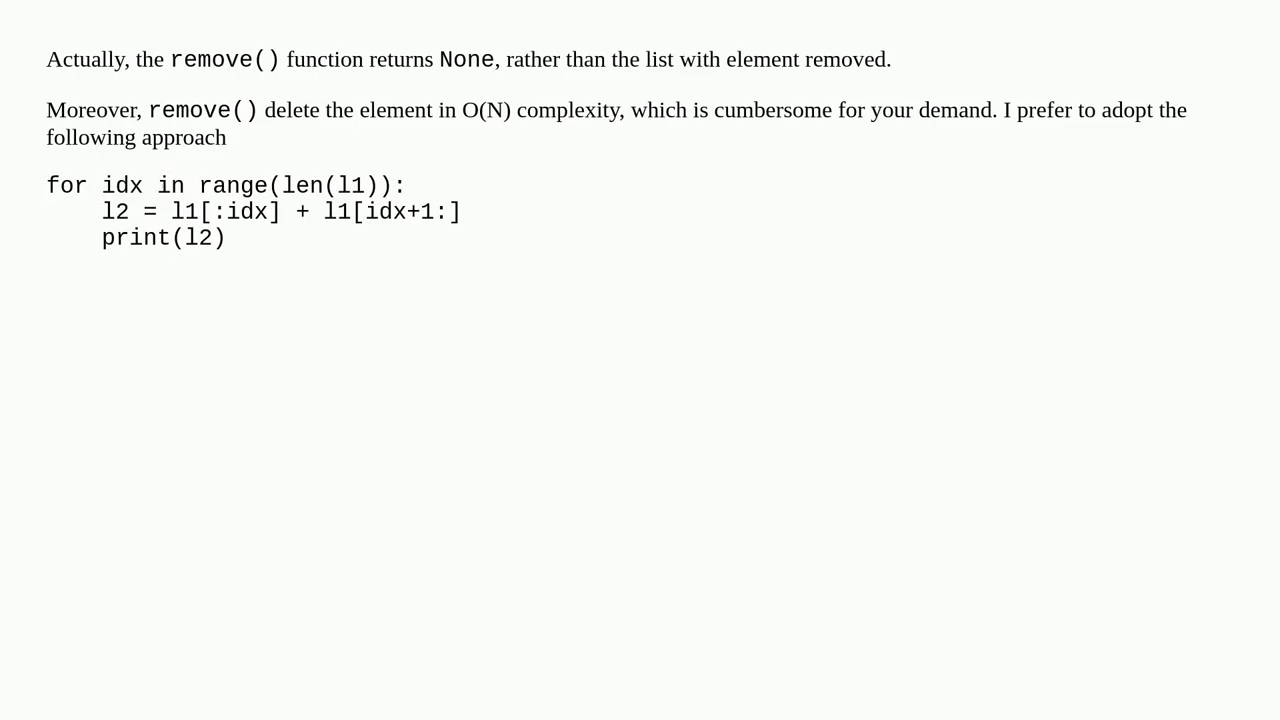 Actually, the remove() function returns None, rather than the list with element removed.
Moreover, remove() delete the element in O(N) complexity, which is cumbersome for your demand. I prefer to adopt the
following approach
for idx in range(len(l1)):
    l2 = l1[:idx] + l1[idx+1:]
    print(l2)